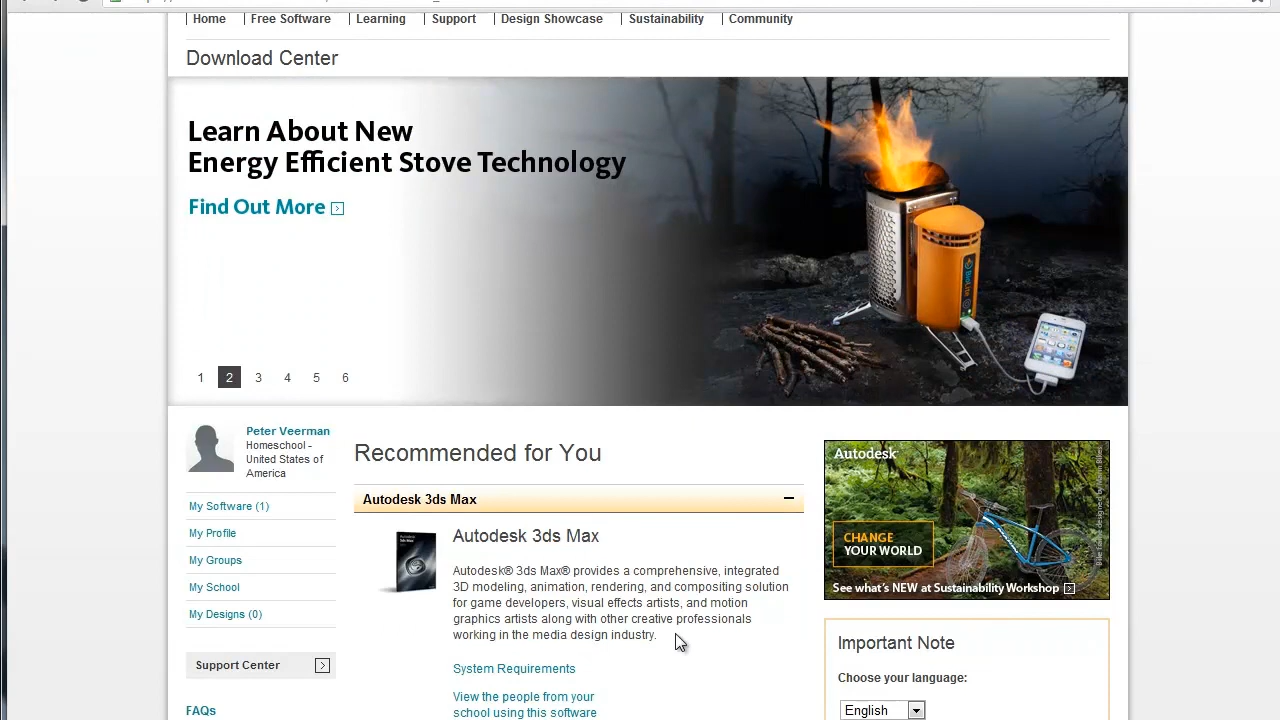 Home
Free Software
Learning
Support
Design Showcase
Sustainability
Community
Download Center
Learn About New
Energy Efficient Stove Technology
Find Out More
1 2 3 4 5 6
Peter Veerman
Homeschool -
United States of
America
My Software (1)
My Profile
My Groups
My School
My Designs (0)
Support Center
FAQs
Recommended for You
Autodesk 3ds Max
Autodesk 3ds Max
Autodesk® 3ds Max® provides a comprehensive, integrated
3D modeling, animation, rendering, and compositing solution
for game developers, visual effects artists, and motion
graphics artists along with other creative professionals
working in the media design industry.
System Requirements
View the people from your
school using this software
Autodesk
CHANGE
YOUR WORLD
See what's NEW at Sustainability Workshop
Important Note
Choose your language:
English